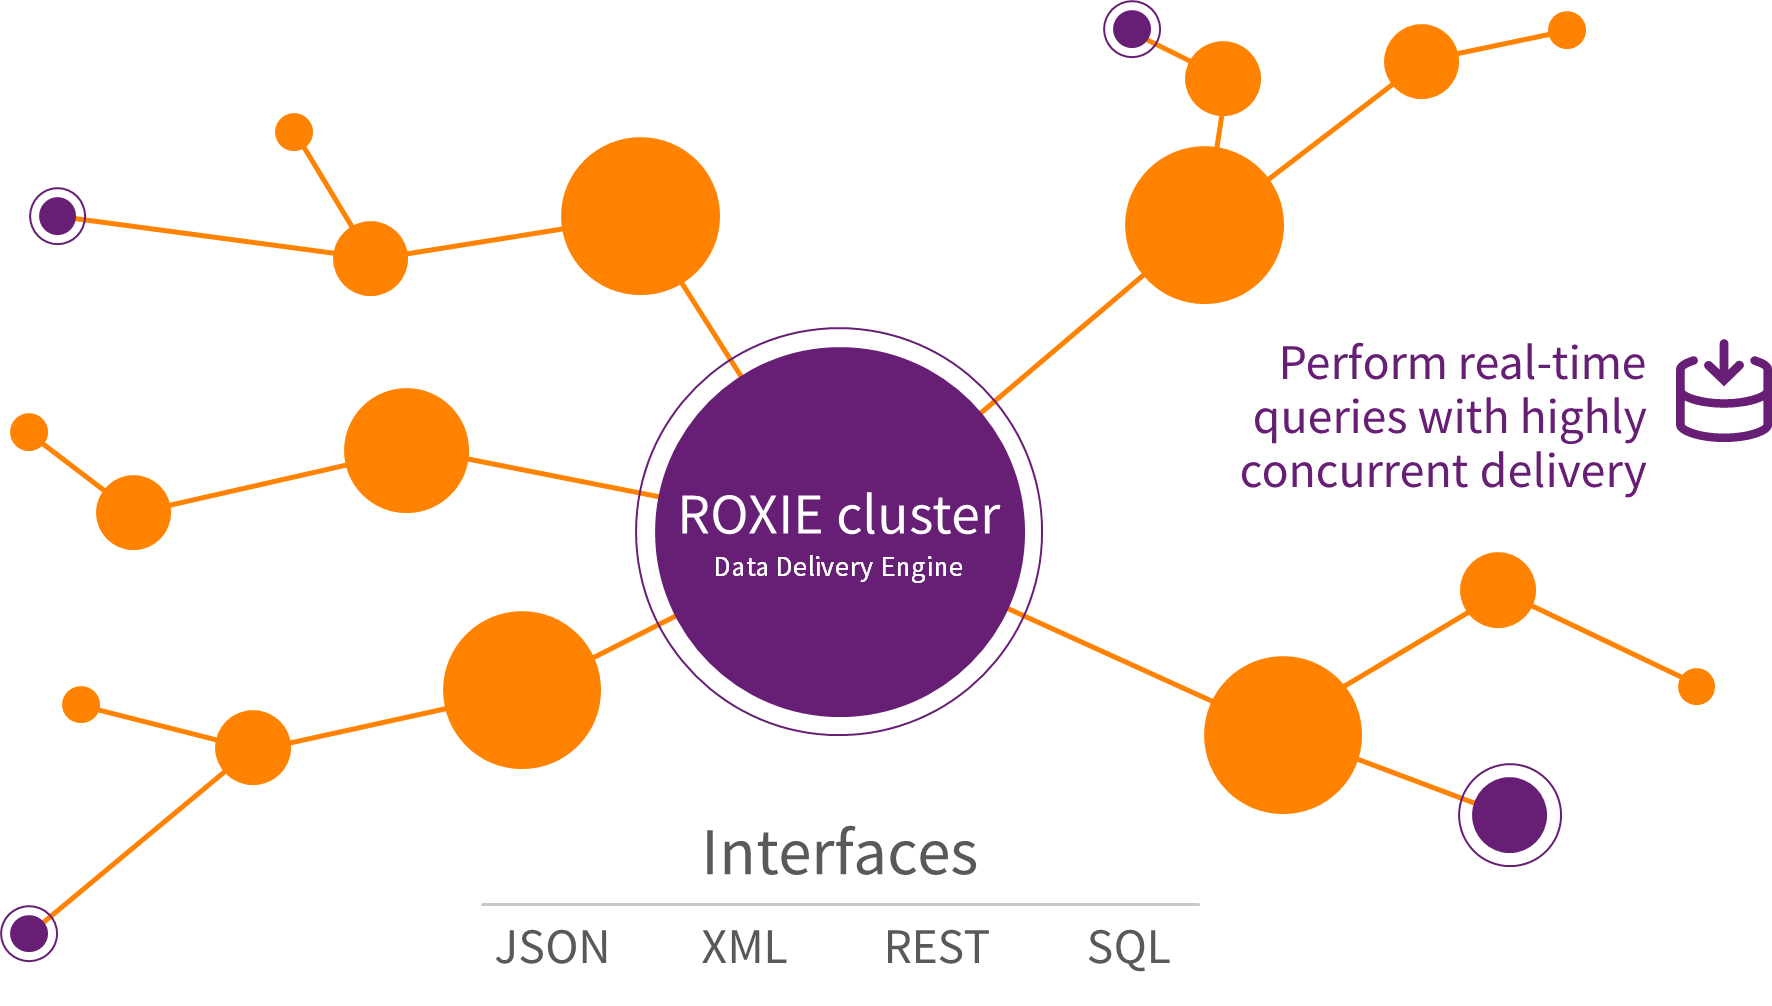 Perform real-time
queries with highly
concurrent delivery
ROXIE cluster
Data Delivery Engine
Interfaces
JSON XML REST SQL